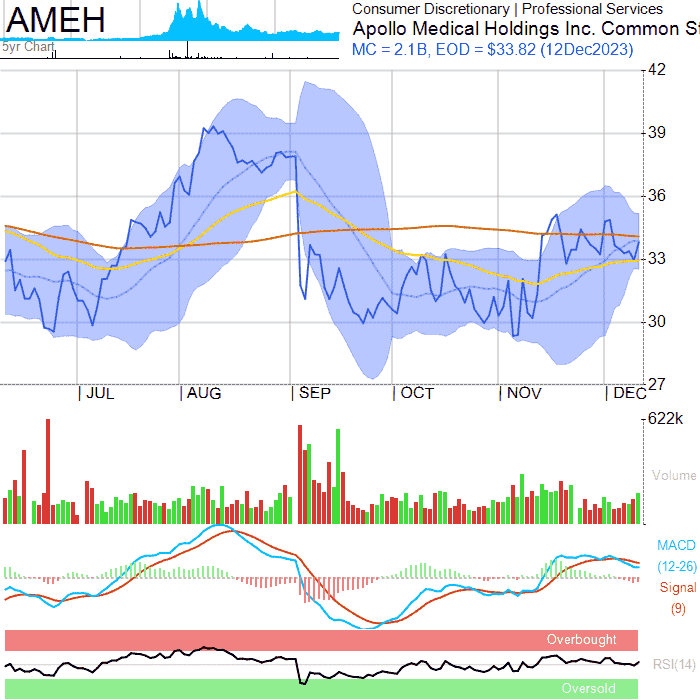 AMEH
5yr Chart
Consumer Discretionary | Professional Services
Apollo Medical Holdings Inc. Common St
MC = 2.1B, EOD = $33.82 (12Dec2023)
42
39
36
33
30
27
JUL AUG SEP OCT NOV DEC
622k
Volume
MACD
(12-26)
Signal
(9)
Overbought
RSI(14)
Oversold